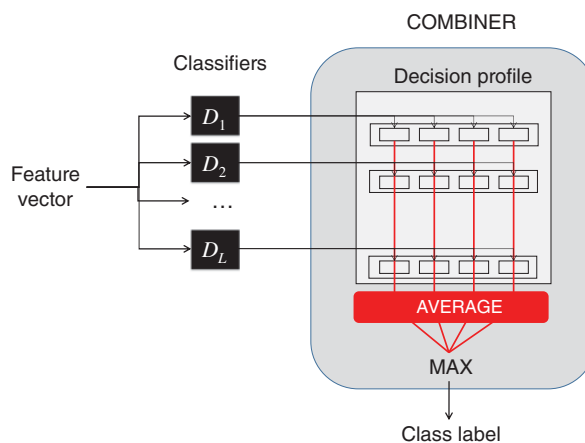 COMBINER
Classifiers
Decision profile
D1
D2
Feature
vector
...
DL
AVERAGE
MAX
Class label